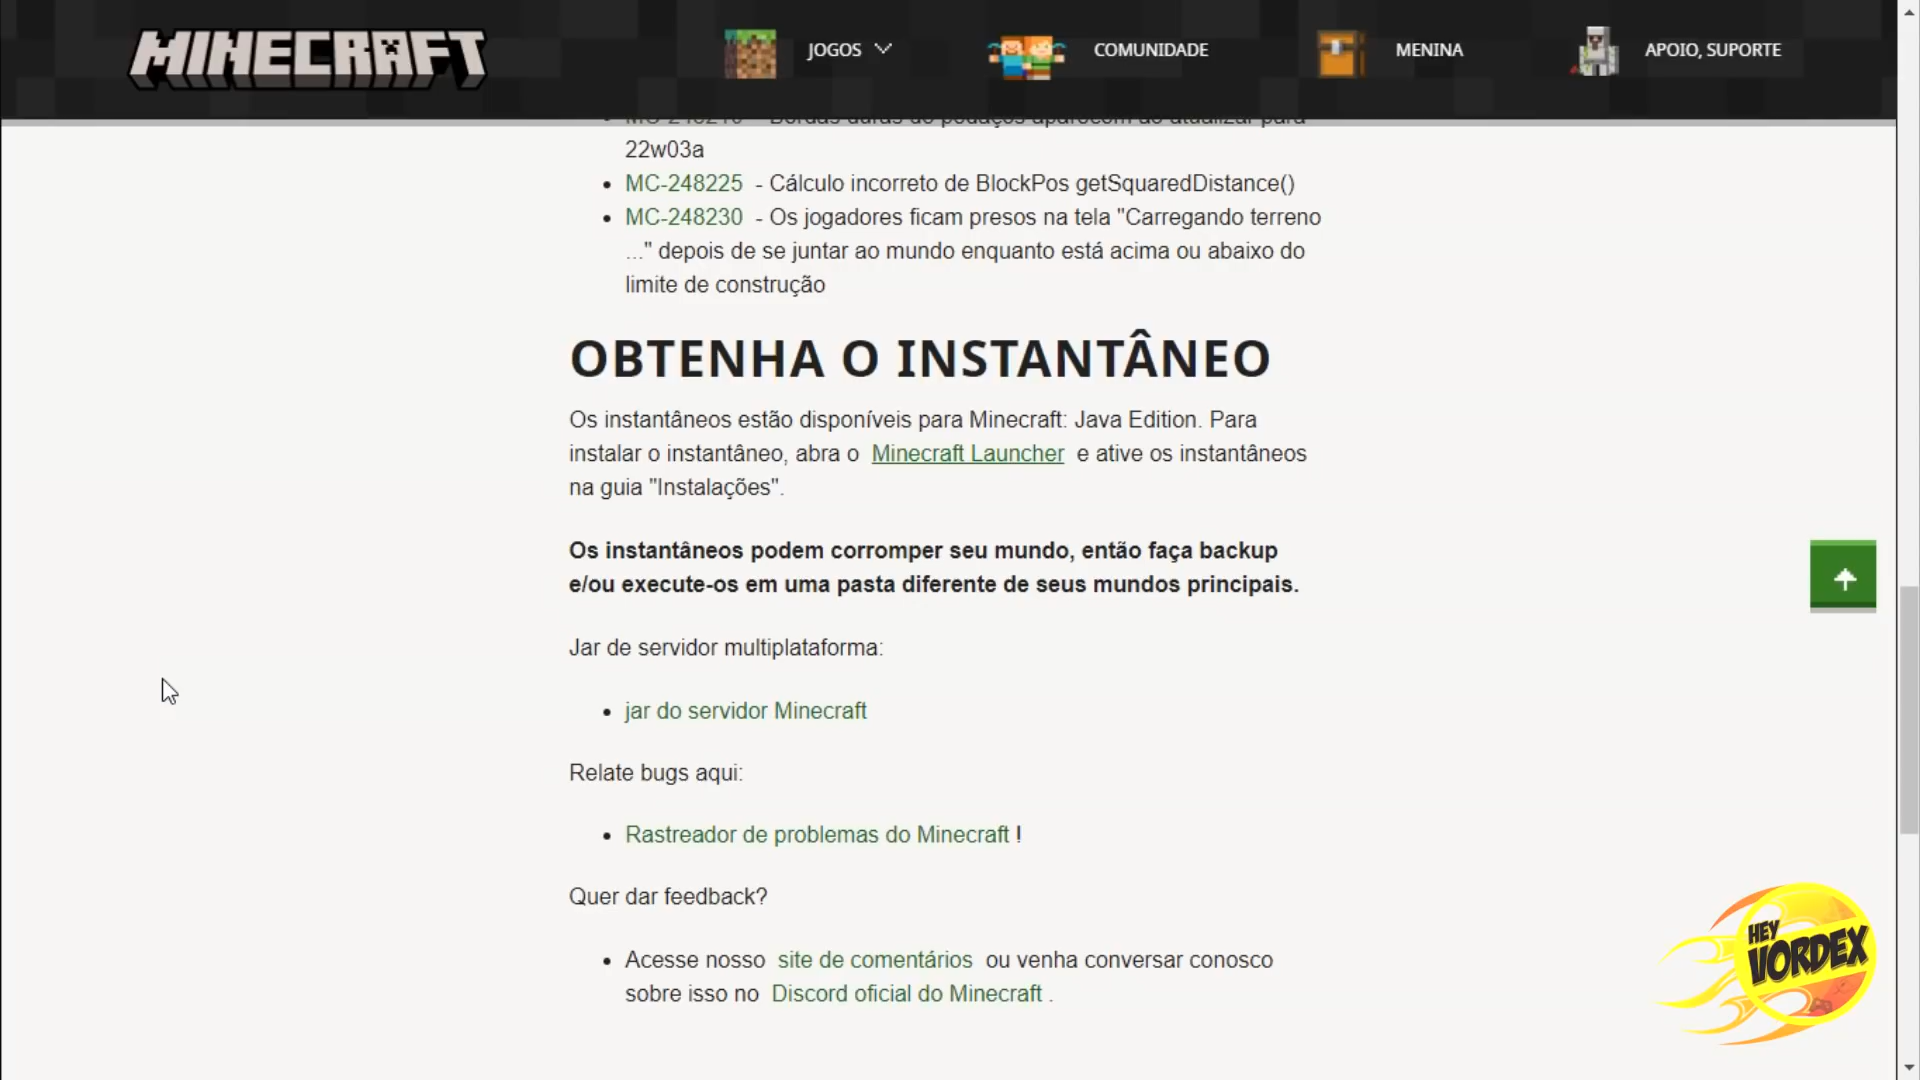 MINECRAFT
JOGOS
COMUNIDADE
MENINA
APOIO, SUPORTE
22w03a
MC-248225 - Cálculo incorreto de BlockPos getSquaredDistance()
MC-248230 - Os jogadores ficam presos na tela "Carregando terreno
..." depois de se juntar ao mundo enquanto está acima ou abaixo do
limite de construção
OBTENHA O INSTANTÂNEO
Os instantâneos estão disponíveis para Minecraft: Java Edition. Para
instalar o instantâneo, abra o Minecraft Launcher e ative os instantâneos
na guia "Instalações".
Os instantâneos podem corromper seu mundo, então faça backup
e/ou execute-os em uma pasta diferente de seus mundos principais.
Jar de servidor multiplataforma:
jar do servidor Minecraft
Relate bugs aqui:
Rastreador de problemas do Minecraft !
Quer dar feedback?
Acesse nosso site de comentários ou venha conversar conosco
sobre isso no Discord oficial do Minecraft .
HEY
VORDEX